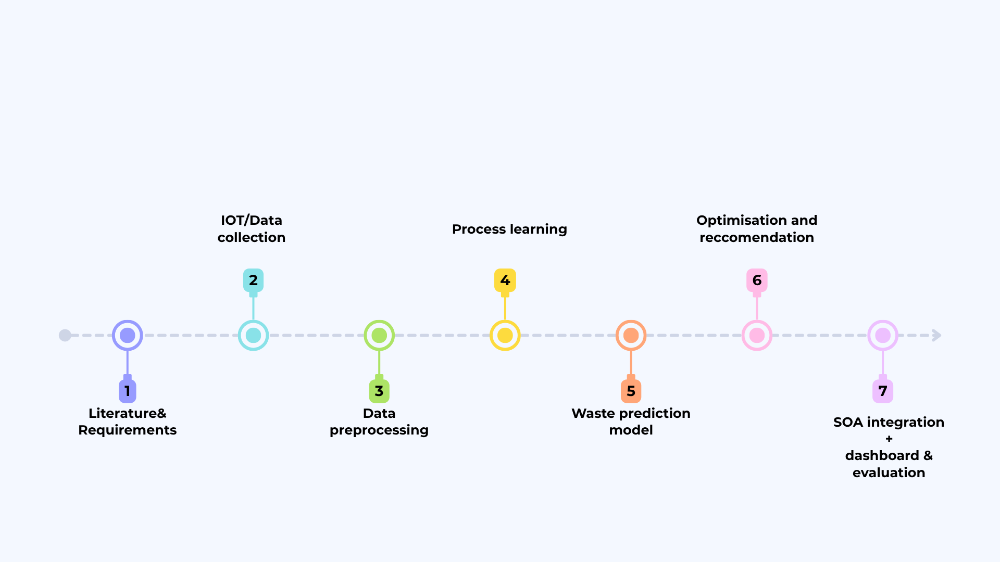 1
Literature&
Requirements
IOT/Data
collection
2
3
Data
preprocessing
Process learning
4
5
Waste prediction
model
Optimisation and
reccomendation
6
7
SOA integration
+
dashboard &
evaluation